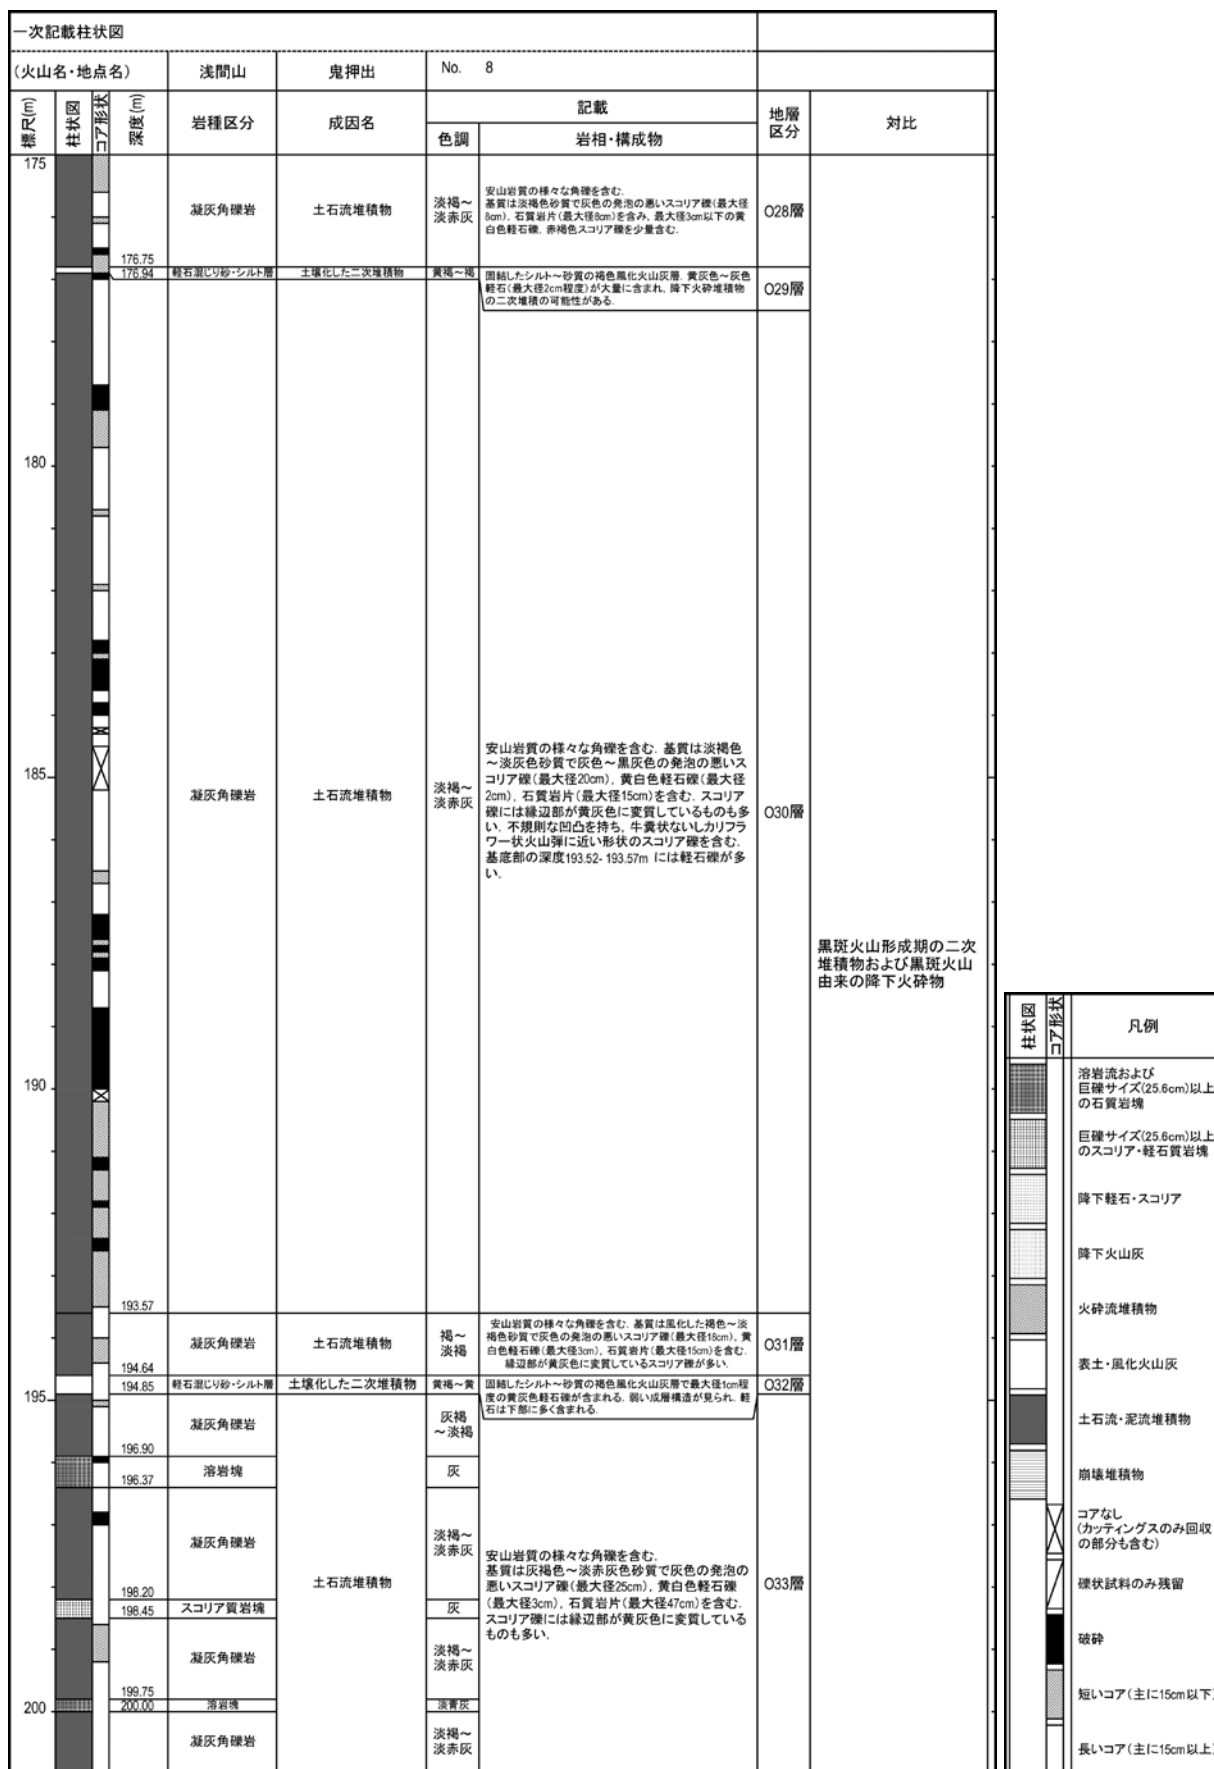 一次記載柱状図
(火山名・地点名) 浅間山 鬼押出 No. 8
標尺(m) 柱状図 コア形状 深度(m) 岩種区分 成因名 記載 地層区分 対比
色調 岩相・構成物
175
凝灰角礫岩 土石流堆積物 淡褐～淡赤灰
安山岩質の様々な角礫を含む.
基質は淡褐色砂質で灰色の発泡の悪いスコリア礫(最大径
8cm), 石質岩片(最大径8cm)を含み, 最大径3cm以下の黄
白色軽石礫, 赤褐色スコリア礫を少量含む.
O28層
176.75
176.94 軽石混じり砂・シルト層 土壌化した二次堆積物 黄褐～褐
固結したシルト～砂質の褐色風化火山灰層. 黄灰色～灰色
軽石(最大径2cm程度)が大量に含まれ, 降下火砕堆積物
の二次堆積の可能性がある.
O29層
180
185
凝灰角礫岩 土石流堆積物 淡褐～淡赤灰
安山岩質の様々な角礫を含む. 基質は淡褐色
～淡灰色砂質で灰色～黒灰色の発泡の悪いス
コリア礫(最大径20cm), 黄白色軽石礫(最大径
2cm), 石質岩片(最大径15cm)を含む. スコリア
礫には縁辺部が黄灰色に変質しているものも多
い. 不規則な凹凸を持ち, 牛糞状ないしカリフラ
ワー状火山弾に近い形状のスコリア礫を含む.
基底部の深度193.52- 193.57m には軽石礫が多
い.
O30層
黒斑火山形成期の二次
堆積物および黒斑火山
由来の降下火砕物
190
193.57
凝灰角礫岩 土石流堆積物 褐～淡褐
安山岩質の様々な角礫を含む. 基質は風化した褐色～淡
褐色砂質で灰色の発泡の悪いスコリア礫(最大径18cm), 黄
白色軽石礫(最大径3cm), 石質岩片(最大径15cm)を含む.
縁辺部が黄灰色に変質しているスコリア礫が多い.
O31層
194.64
194.85 軽石混じり砂・シルト層 土壌化した二次堆積物 黄褐～黄
固結したシルト～砂質の褐色風化火山灰層で最大径1cm程
度の黄灰色軽石礫が含まれる. 弱い成層構造が見られ, 軽
石は下部に多く含まれる.
O32層
195
凝灰角礫岩 灰褐～淡褐
196.90
溶岩塊 灰
196.37
凝灰角礫岩 淡褐～淡赤灰
土石流堆積物
安山岩質の様々な角礫を含む.
基質は灰褐色～淡赤灰色砂質で灰色の発泡の
悪いスコリア礫(最大径25cm), 黄白色軽石礫
(最大径3cm), 石質岩片(最大径47cm)を含む.
スコリア礫には縁辺部が黄灰色に変質している
ものも多い.
O33層
198.20
198.45 スコリア質岩塊 灰
凝灰角礫岩 淡褐～淡赤灰
199.75
200 200.00 溶岩塊 淡青灰
凝灰角礫岩 淡褐～淡赤灰
柱状図 コア形状 凡例
溶岩流および
巨礫サイズ(25.6cm)以上
の石質岩塊
巨礫サイズ(25.6cm)以上
のスコリア・軽石質岩塊
降下軽石・スコリア
降下火山灰
火砕流堆積物
表土・風化火山灰
土石流・泥流堆積物
崩壊堆積物
コアなし
(カッティングスのみ回収
の部分も含む)
礫状試料のみ残留
破砕
短いコア(主に15cm以下)
長いコア(主に15cm以上)